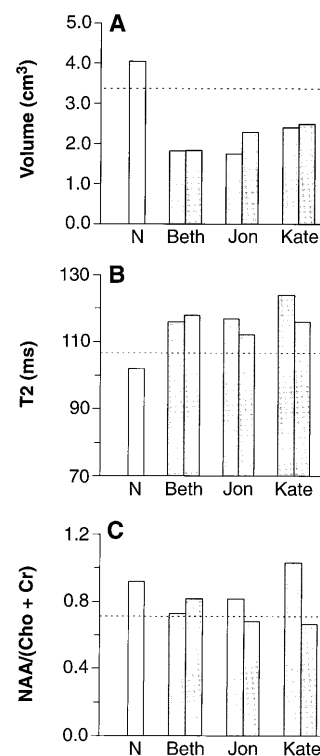 A
Volume (cm³)
5.0
4.0
3.0
2.0
1.0
0.0
N Beth Jon Kate
B
T2 (ms)
130
110
90
70
N Beth Jon Kate
C
NAA/(Cho + Cr)
1.2
0.8
0.4
0.0
N Beth Jon Kate